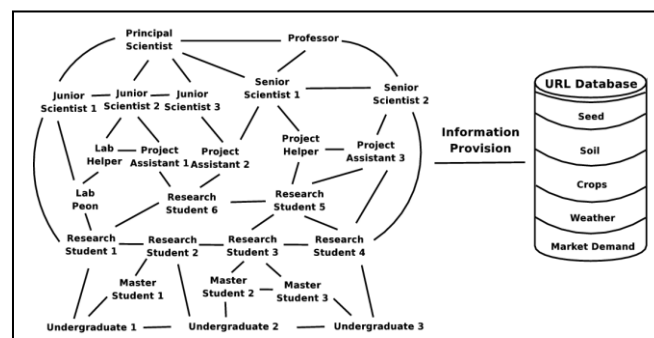 Principal
Scientist
Professor
Junior
Scientist 1
Junior
Scientist 2
Junior
Scientist 3
Senior
Scientist 1
Senior
Scientist 2
URL Database
Seed
Soil
Crops
Weather
Market Demand
Information
Provision
Lab
Helper
Project
Assistant 1
Project
Assistant 2
Project
Helper
Project
Assistant 3
Lab
Peon
Research
Student 6
Research
Student 5
Research
Student 1
Research
Student 2
Research
Student 3
Research
Student 4
Master
Student 1
Master
Student 2
Master
Student 3
Undergraduate 1
Undergraduate 2
Undergraduate 3